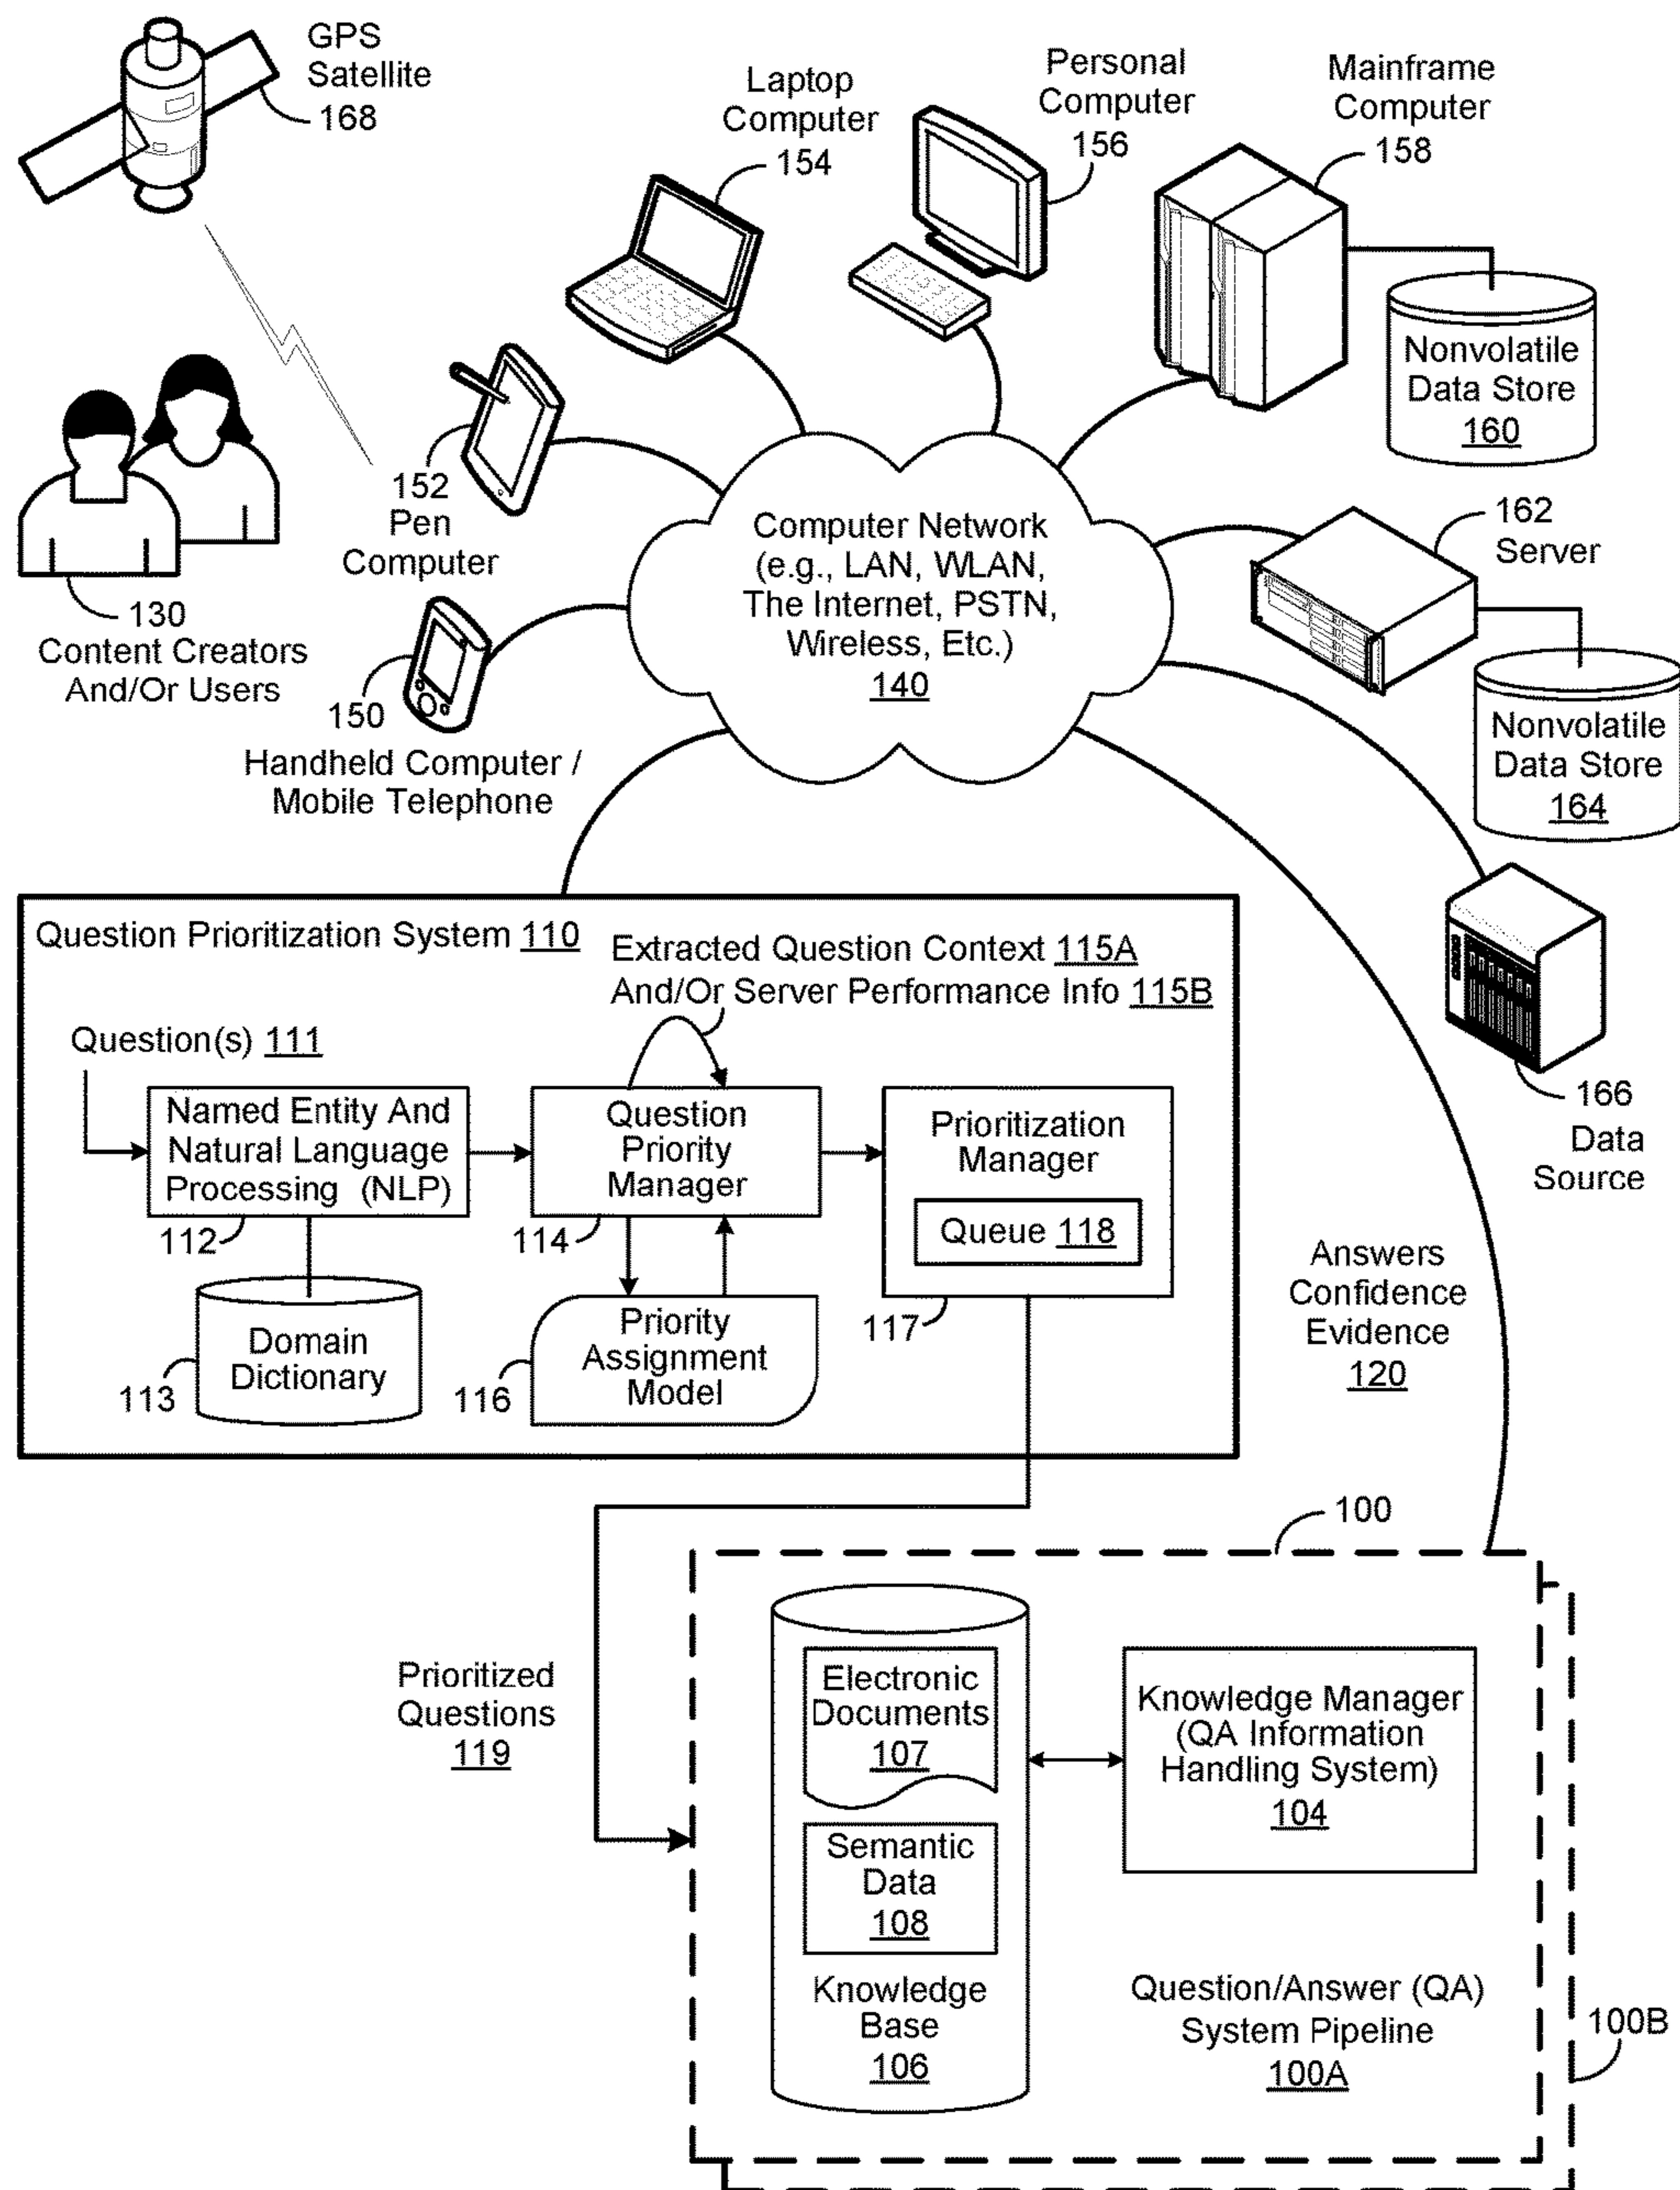 GPS
Satellite
168
Laptop
Computer
154
Personal
Computer
156
Mainframe
Computer
158
Nonvolatile
Data Store
160
152
Pen
Computer
Computer Network
(e.g., LAN, WLAN,
The Internet, PSTN,
Wireless, Etc.)
140
162
Server
130
Content Creators
And/Or Users
150
Handheld Computer /
Mobile Telephone
Nonvolatile
Data Store
164
166
Data
Source
Question Prioritization System 110
Extracted Question Context 115A
And/Or Server Performance Info 115B
Question(s) 111
Named Entity And
Natural Language
Processing (NLP)
112
Question
Priority
Manager
114
Prioritization
Manager
Queue 118
117
Domain
Dictionary
113
Priority
Assignment
Model
116
Answers
Confidence
Evidence
120
100
Prioritized
Questions
119
Electronic
Documents
107
Semantic
Data
108
Knowledge
Base
106
Knowledge Manager
(QA Information
Handling System)
104
Question/Answer (QA)
System Pipeline
100A
100B